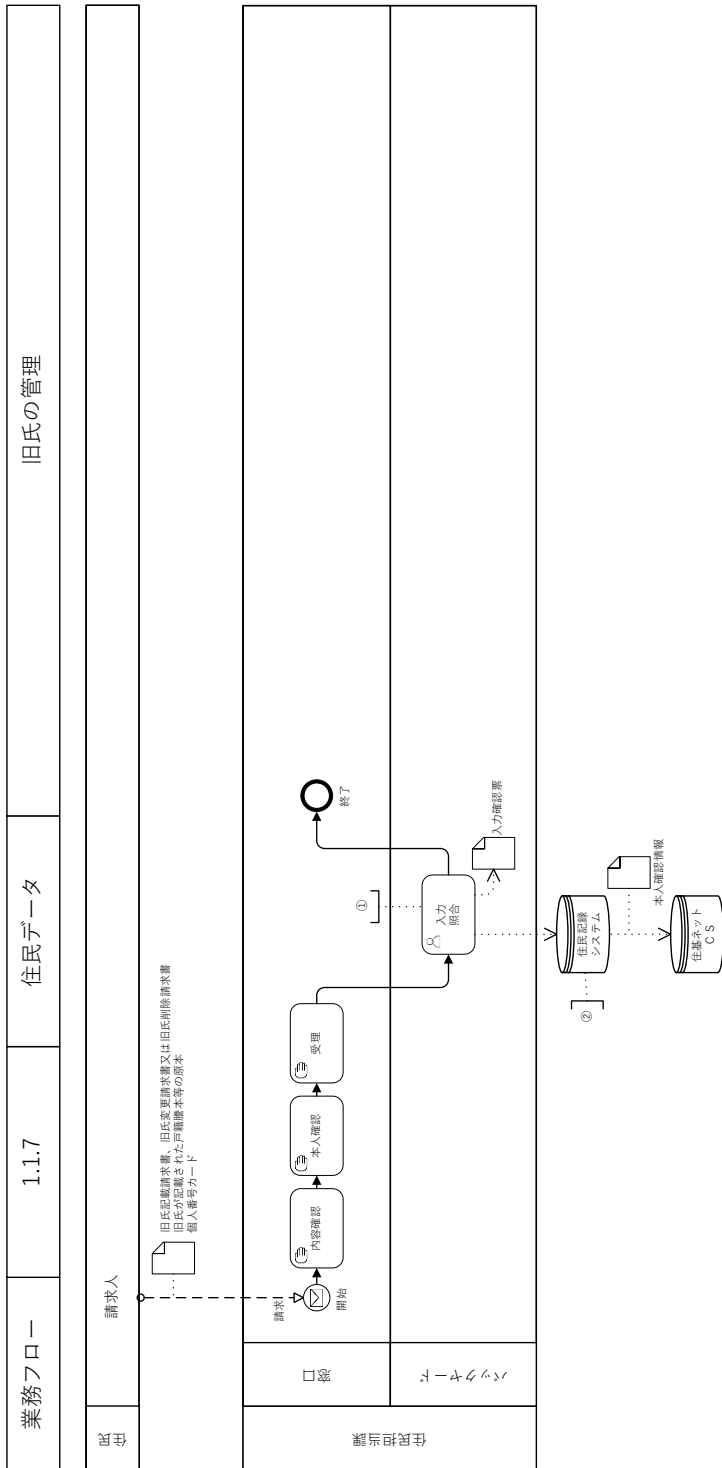 業務フロー
1.1.7
住民データ
旧氏の管理
住民
請求人
旧氏記載請求書、旧氏変更請求書又は旧氏削除請求書
旧氏が記載された戸籍謄本等の原本
個人番号カード
住民担当課
窓口
請求
開始
内容確認
本人確認
受理
終了
バックヤード
①
入力
照合
入力確認票
②
住民記録
システム
本人確認情報
住基ネット
ＣＳ